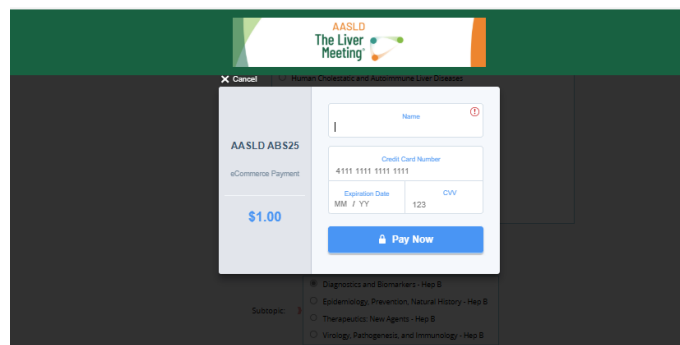 AASLD
The Liver
Meeting®
✕ Cancel
Human Cholestatic and Autoimmune Liver Diseases
Name
AASLD ABS25
eCommerce Payment
$1.00
Credit Card Number
4111 1111 1111 1111
Expiration Date
CVV
MM / YY
123
Pay Now
Diagnostics and Biomarkers - Hep B
Subtopic:
Epidemiology, Prevention, Natural History - Hep B
Therapeutics: New Agents - Hep B
Virology, Pathogenesis, and Immunology - Hep B